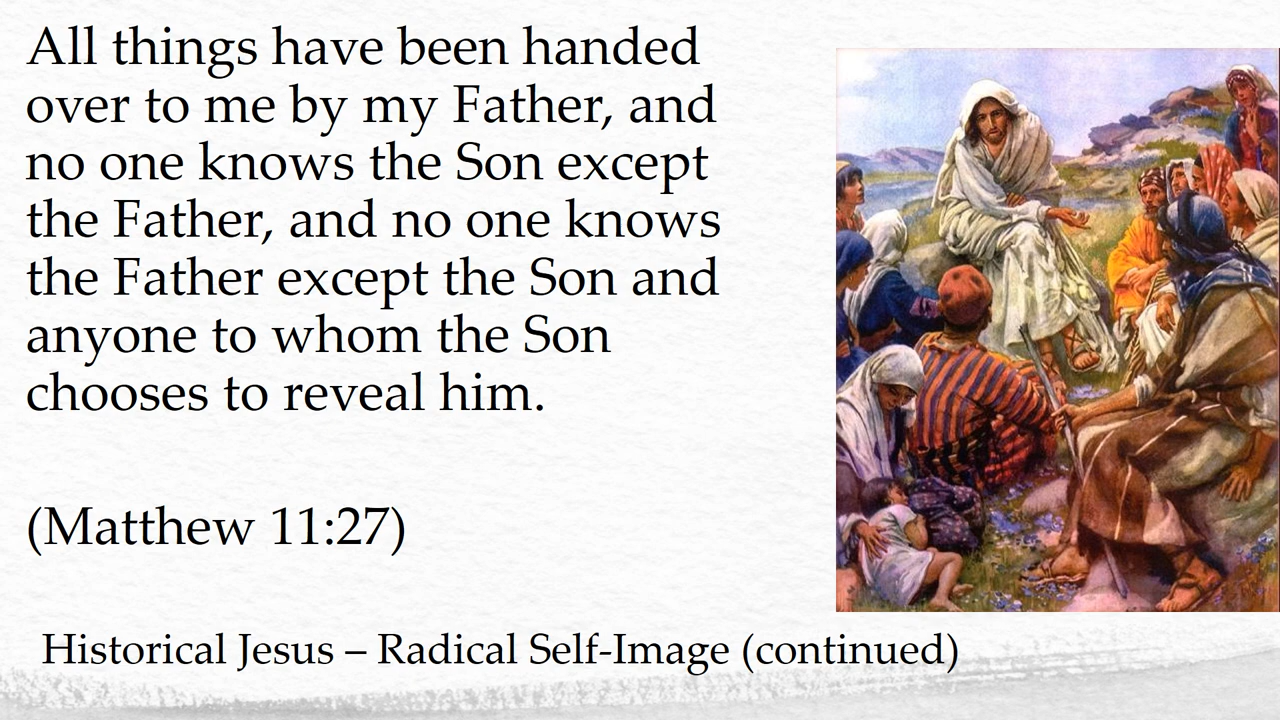 All things have been handed
over to me by my Father, and
no one knows the Son except
the Father, and no one knows
the Father except the Son and
anyone to whom the Son
chooses to reveal him.
(Matthew 11:27)
Historical Jesus – Radical Self-Image (continued)